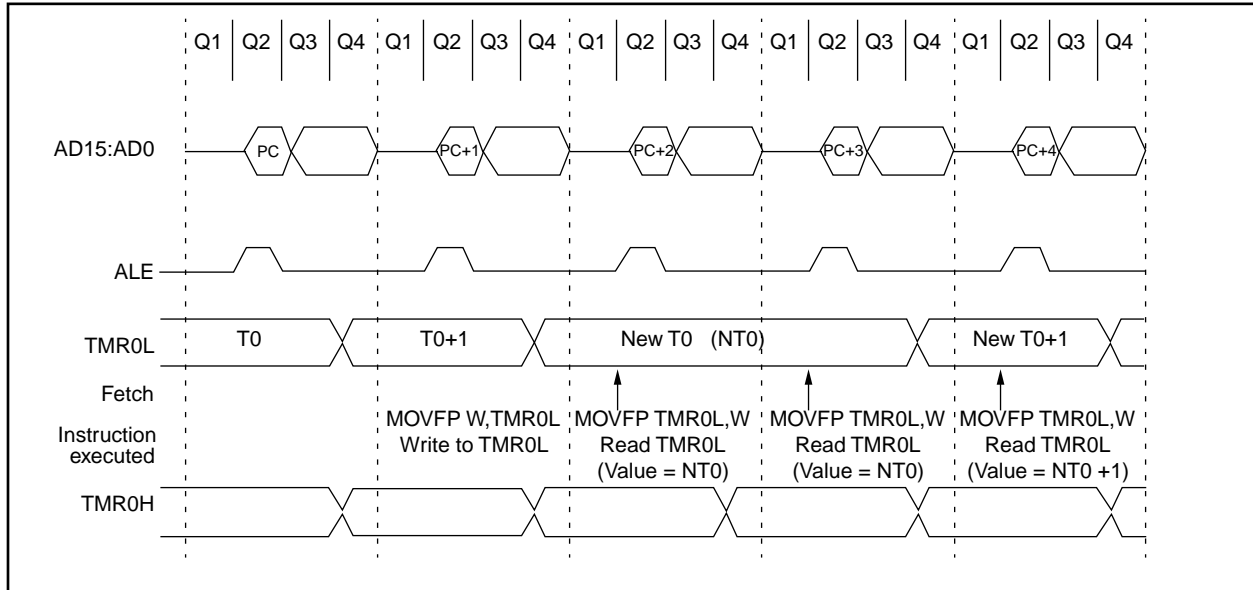 Q1 Q2 Q3 Q4 Q1 Q2 Q3 Q4 Q1 Q2 Q3 Q4 Q1 Q2 Q3 Q4 Q1 Q2 Q3 Q4
AD15:AD0 PC PC+1 PC+2 PC+3 PC+4
ALE
TMR0L T0 T0+1 New T0 (NT0) New T0+1
Fetch
Instruction
executed
MOVFP W,TMR0L
Write to TMR0L
MOVFP TMR0L,W
Read TMR0L
(Value = NT0)
MOVFP TMR0L,W
Read TMR0L
(Value = NT0)
MOVFP TMR0L,W
Read TMR0L
(Value = NT0 +1)
TMR0H